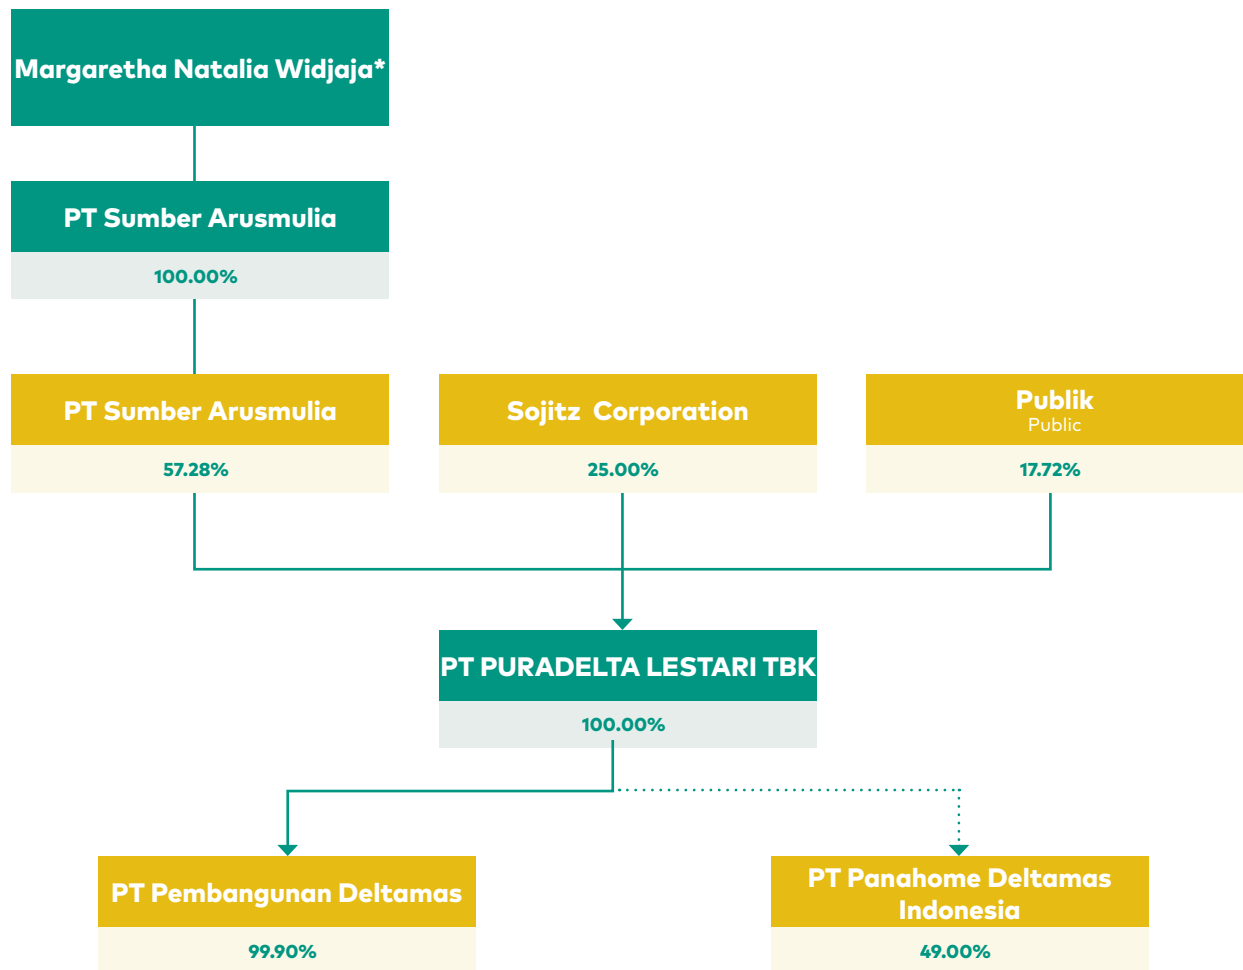 Margaretha Natalia Widjaja*
PT Sumber Arusmulia
100.00%
PT Sumber Arusmulia
57.28%
Sojitz Corporation
25.00%
Publik
Public
17.72%
PT PURADELTA LESTARI TBK
100.00%
PT Pembangunan Deltamas
99.90%
PT Panahome Deltamas
Indonesia
49.00%